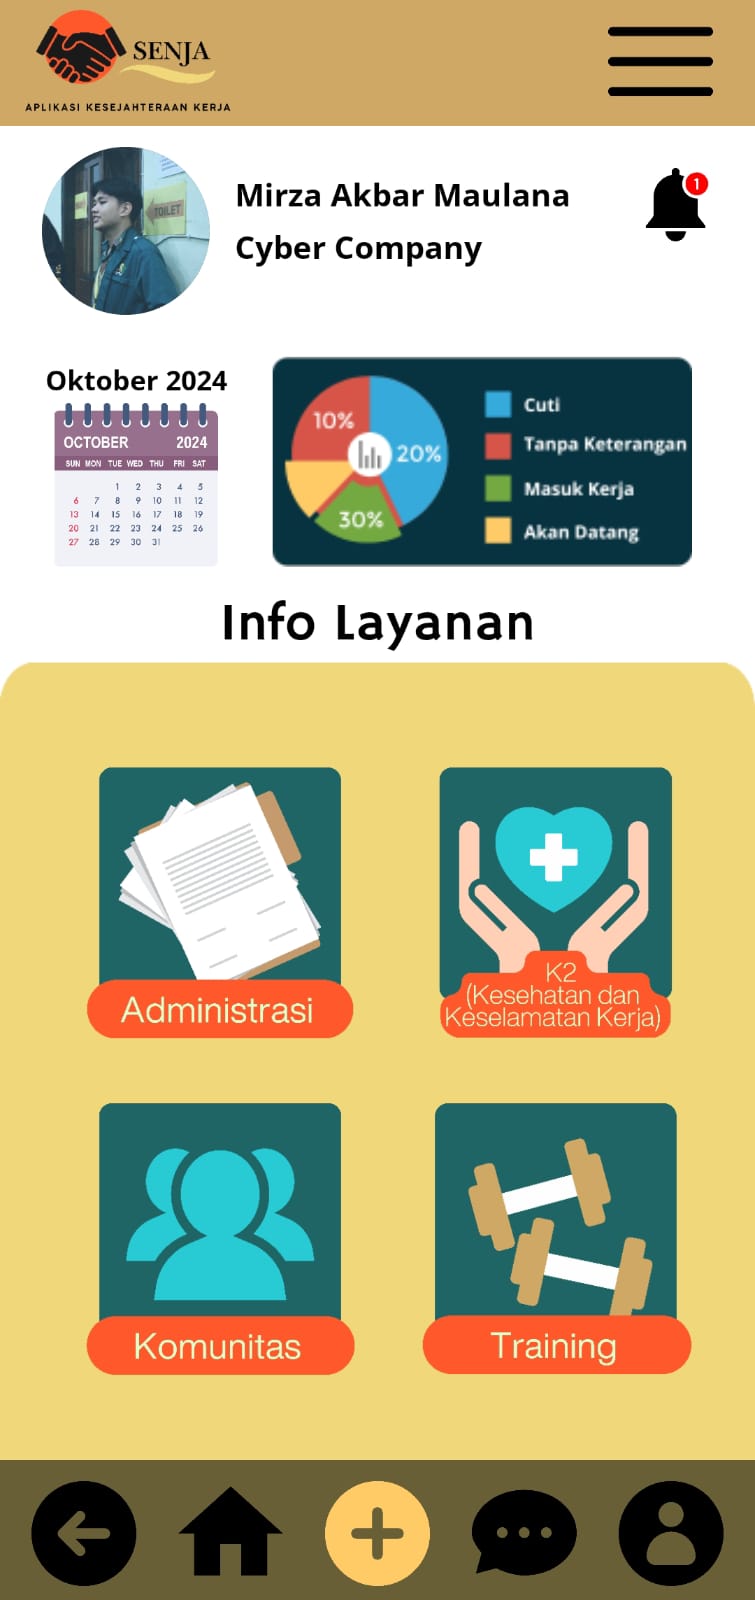 SENJA
APLIKASI KESEJAHTERAAN KERJA
TOILET
Mirza Akbar Maulana
Cyber Company
1
Oktober 2024
OCTOBER 2024
SUN MON TUE WED THU FRI SAT
1 2 3 4 5
6 7 8 9 10 11 12
13 14 15 16 17 18 19
20 21 22 23 24 25 26
27 28 29 30 31
10%
20%
30%
Cuti
Tanpa Keterangan
Masuk Kerja
Akan Datang
Info Layanan
Administrasi
K2
(Kesehatan dan
Keselamatan Kerja)
Komunitas
Training